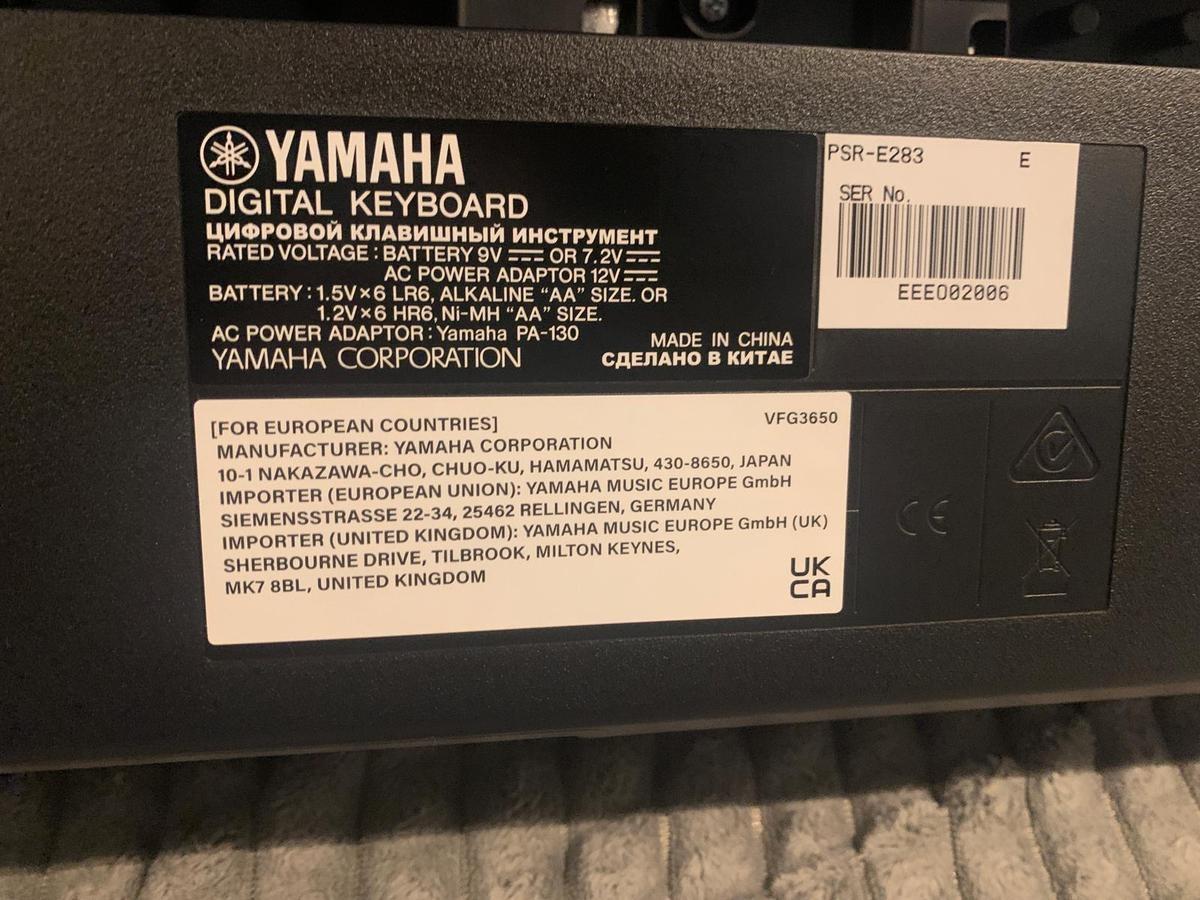 YAMAHA
DIGITAL KEYBOARD
ЦИФРОВОЙ КЛАВИШНЫЙ ИНСТРУМЕНТ
RATED VOLTAGE : BATTERY 9V ⎓ OR 7.2V ⎓
AC POWER ADAPTOR 12V ⎓
BATTERY : 1.5V×6 LR6, ALKALINE “AA” SIZE. OR
1.2V×6 HR6, Ni-MH “AA” SIZE.
AC POWER ADAPTOR : Yamaha PA-130
YAMAHA CORPORATION
MADE IN CHINA
СДЕЛАНО В КИТАЕ
PSR-E283 E
SER No.
EEEO02006
[FOR EUROPEAN COUNTRIES] VFG3650
MANUFACTURER: YAMAHA CORPORATION
10-1 NAKAZAWA-CHO, CHUO-KU, HAMAMATSU, 430-8650, JAPAN
IMPORTER (EUROPEAN UNION): YAMAHA MUSIC EUROPE GmbH
SIEMENSSTRASSE 22-34, 25462 RELLINGEN, GERMANY
IMPORTER (UNITED KINGDOM): YAMAHA MUSIC EUROPE GmbH (UK)
SHERBOURNE DRIVE, TILBROOK, MILTON KEYNES,
MK7 8BL, UNITED KINGDOM
UK
CA
CE